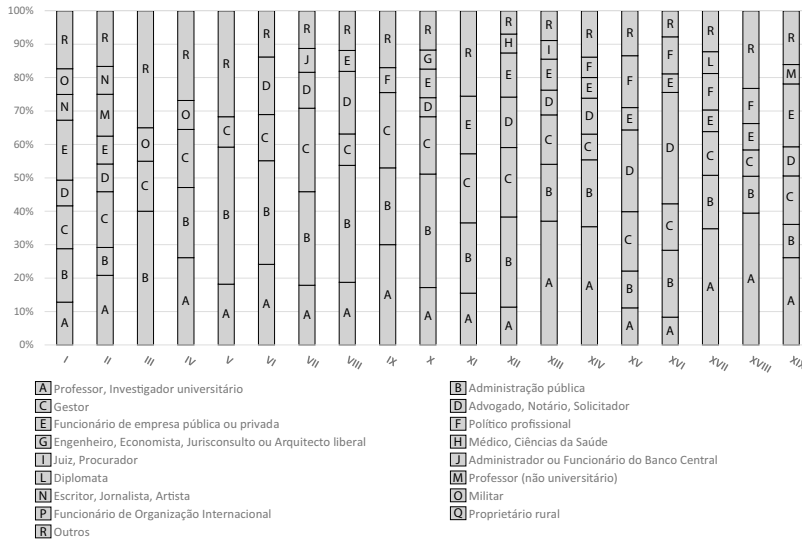 100%
R R R R R R R R R R R R R R R R R R R
90%
J E G H I L
O N F F F M
80%
O D D D E E F F F
N M E D E E E
70%
E C C E D D D E E
E O C C C D D E
60%
D C C C C C C C D
D C B C C
50%
B B B B B B B B B B
C C B C C C C
40%
B B B D
30%
B B B B B B
20%
A A A A A A A A A A A A A A A A A A
10%
0%
I II III IV V VI VII VIII IX X XI XII XIII XIV XV XVI XVII XVIII XIX
A Professor, Investigador universitário
B Administração pública
C Gestor
D Advogado, Notário, Solicitador
E Funcionário de empresa pública ou privada
F Político profissional
G Engenheiro, Economista, Jurisconsulto ou Arquitecto liberal
H Médico, Ciências da Saúde
I Juiz, Procurador
J Administrador ou Funcionário do Banco Central
L Diplomata
M Professor (não universitário)
N Escritor, Jornalista, Artista
O Militar
P Funcionário de Organização Internacional
Q Proprietário rural
R Outros